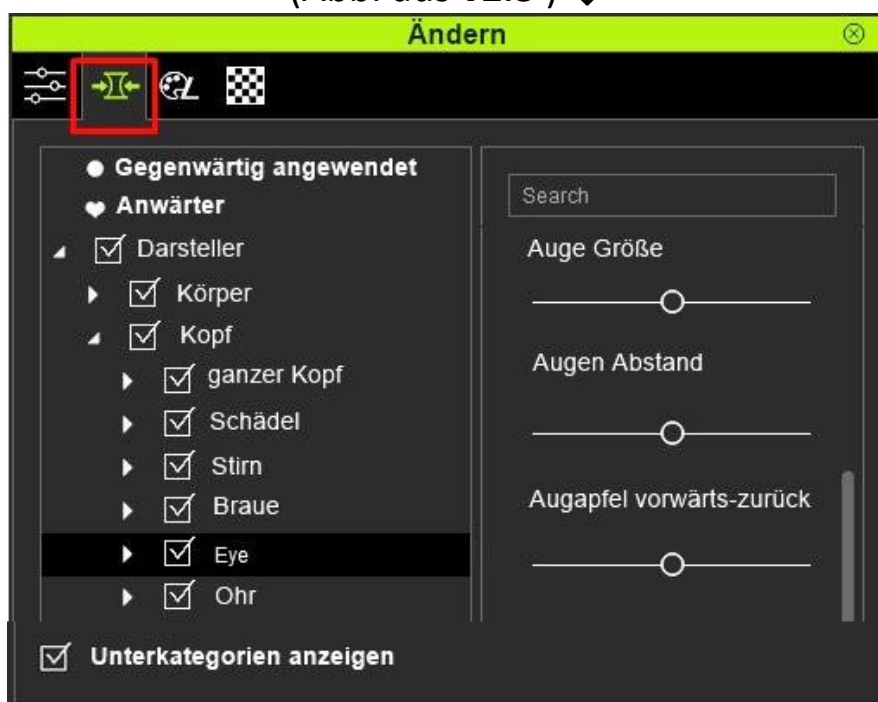 Ändern
Gegenwärtig angewendet
Anwärter
Darsteller
Körper
Kopf
ganzer Kopf
Schädel
Stirn
Braue
Eye
Ohr
Unterkategorien anzeigen
Search
Auge Größe
Augen Abstand
Augapfel vorwärts-zurück